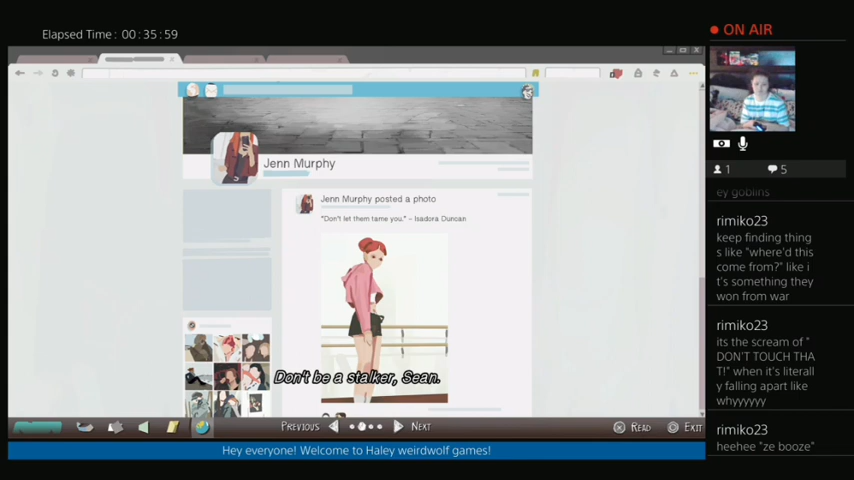 Elapsed Time : 00:35:59
ON AIR
1
5
Jenn Murphy
Jenn Murphy posted a photo
"Don't let them tame you." – Isadora Duncan
Don't be a stalker, Sean.
PREVIOUS
NEXT
READ
EXIT
Hey everyone! Welcome to Haley weirdwolf games!
ey goblins
rimiko23
keep finding thing
s like "where'd this
come from?" like i
t's something they
won from war
rimiko23
its the scream of "
DON'T TOUCH THA
T!" when it's literall
y falling apart like
whyyyyyy
rimiko23
heehee "ze booze"